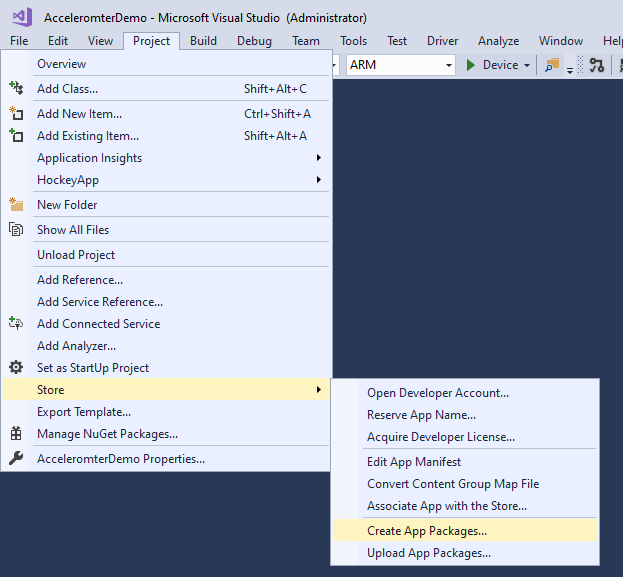 AcceleromterDemo - Microsoft Visual Studio (Administrator)
File Edit View Project Build Debug Team Tools Test Driver Analyze Window
ARM Device
Overview
Add Class... Shift+Alt+C
Add New Item... Ctrl+Shift+A
Add Existing Item... Shift+Alt+A
Application Insights
HockeyApp
New Folder
Show All Files
Unload Project
Add Reference...
Add Service Reference...
Add Connected Service
Add Analyzer...
Set as StartUp Project
Store
Export Template...
Manage NuGet Packages...
AcceleromterDemo Properties...
Open Developer Account...
Reserve App Name...
Acquire Developer License...
Edit App Manifest
Convert Content Group Map File
Associate App with the Store...
Create App Packages...
Upload App Packages...